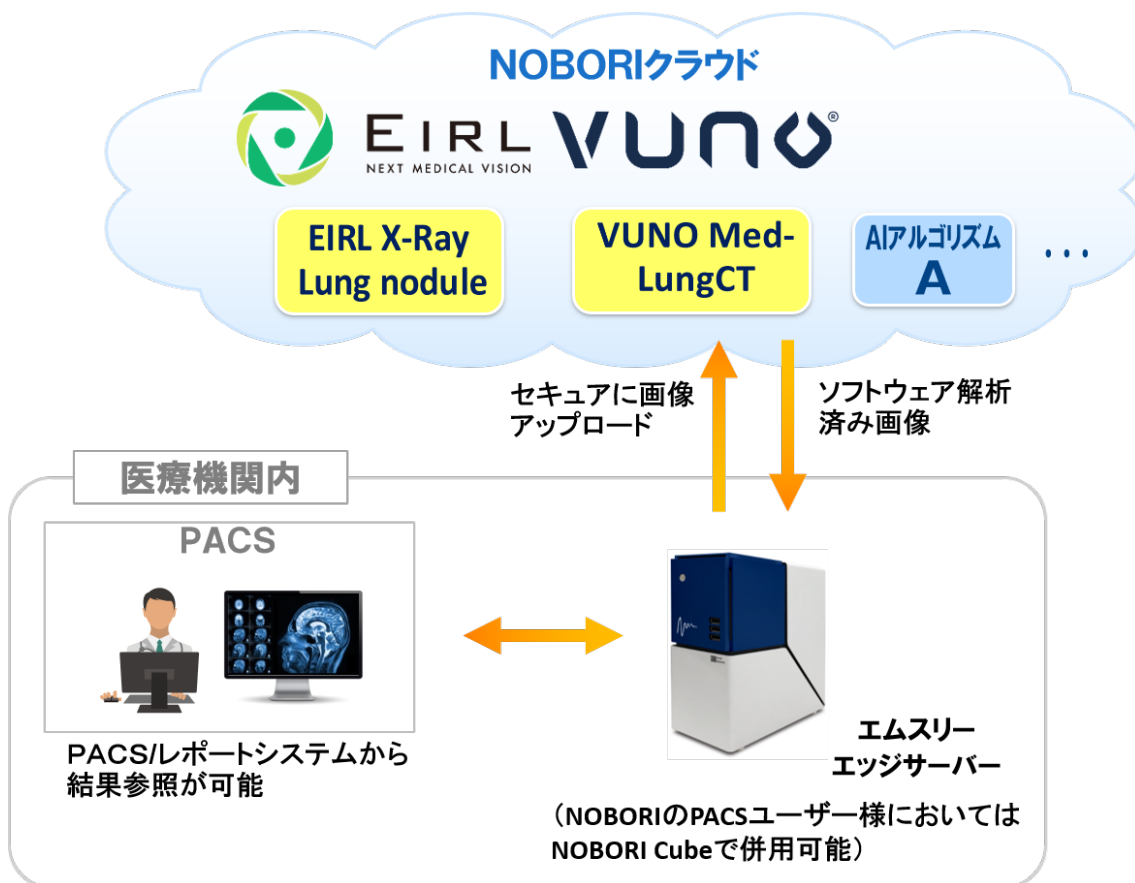 NOBORIクラウド
EIRL
NEXT MEDICAL VISION
VUNO®
EIRL X-Ray
Lung nodule
VUNO Med-
LungCT
AIアルゴリズム
A
・・・
セキュアに画像
アップロード
ソフトウェア解析
済み画像
医療機関内
PACS
PACS/レポートシステムから
結果参照が可能
エムスリー
エッジサーバー
（NOBORIのPACSユーザー様においては
NOBORI Cubeで併用可能）